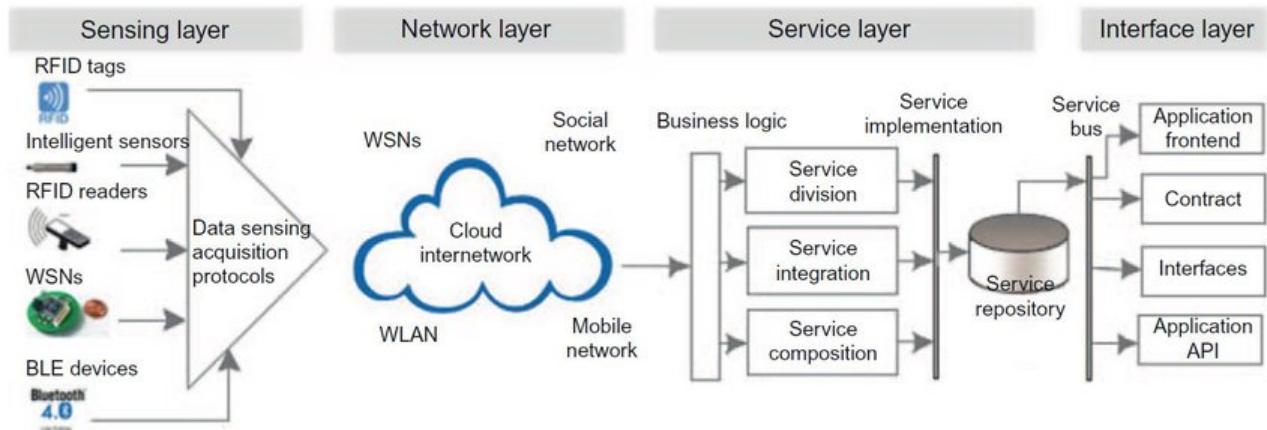 Sensing layer
Network layer
Service layer
Interface layer
RFID tags
RFID
Intelligent sensors
RFID readers
WSNs
BLE devices
Bluetooth
4.0
Data sensing
acquisition
protocols
WSNs
Social
network
Cloud
internetwork
WLAN
Mobile
network
Business logic
Service
division
Service
integration
Service
composition
Service
implementation
Service
repository
Service
bus
Application
frontend
Contract
Interfaces
Application
API